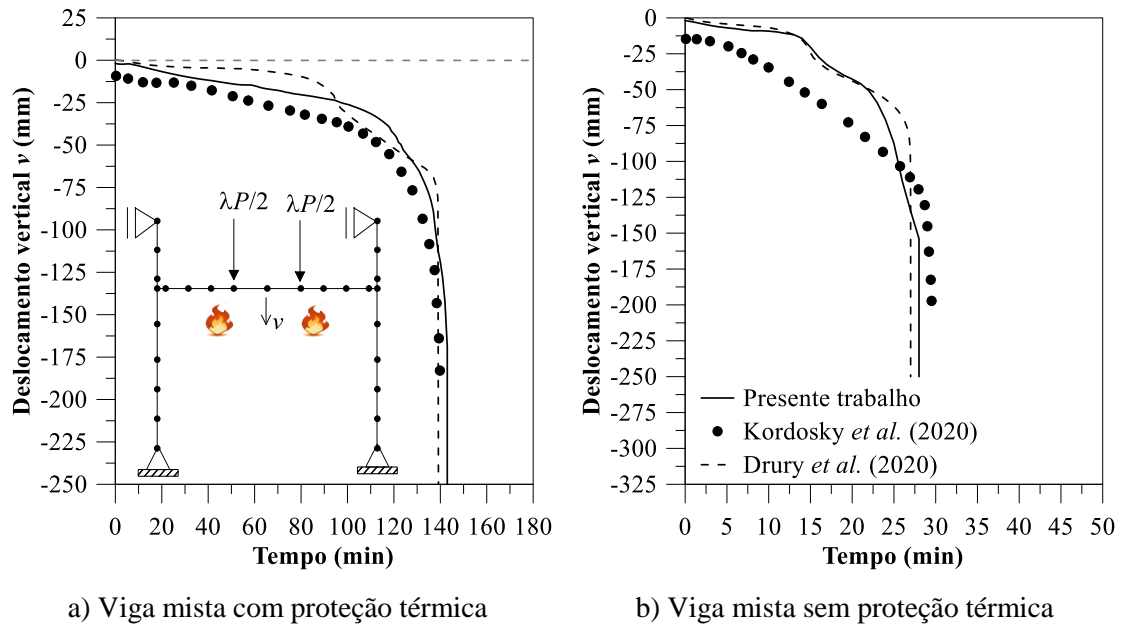 25
0
-25
-50
-75
-100
-125
-150
-175
-200
-225
-250
Deslocamento vertical v (mm)
λP/2 λP/2
v
0 20 40 60 80 100 120 140 160 180
Tempo (min)
a) Viga mista com proteção térmica
0
-25
-50
-75
-100
-125
-150
-175
-200
-225
-250
-275
-300
-325
Deslocamento vertical v (mm)
Presente trabalho
Kordosky et al. (2020)
Drury et al. (2020)
0 5 10 15 20 25 30 35 40 45 50
Tempo (min)
b) Viga mista sem proteção térmica